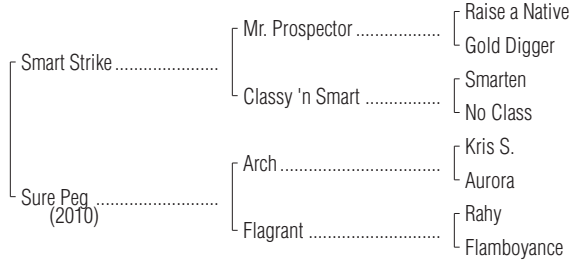 Raise a Native
Mr. Prospector ..................
Gold Digger
Smart Strike ......................
Smarten
Classy 'n Smart ................
No Class
Kris S.
Arch ..................................
Aurora
Sure Peg ..........................
(2010)
Rahy
Flagrant ............................
Flamboyance